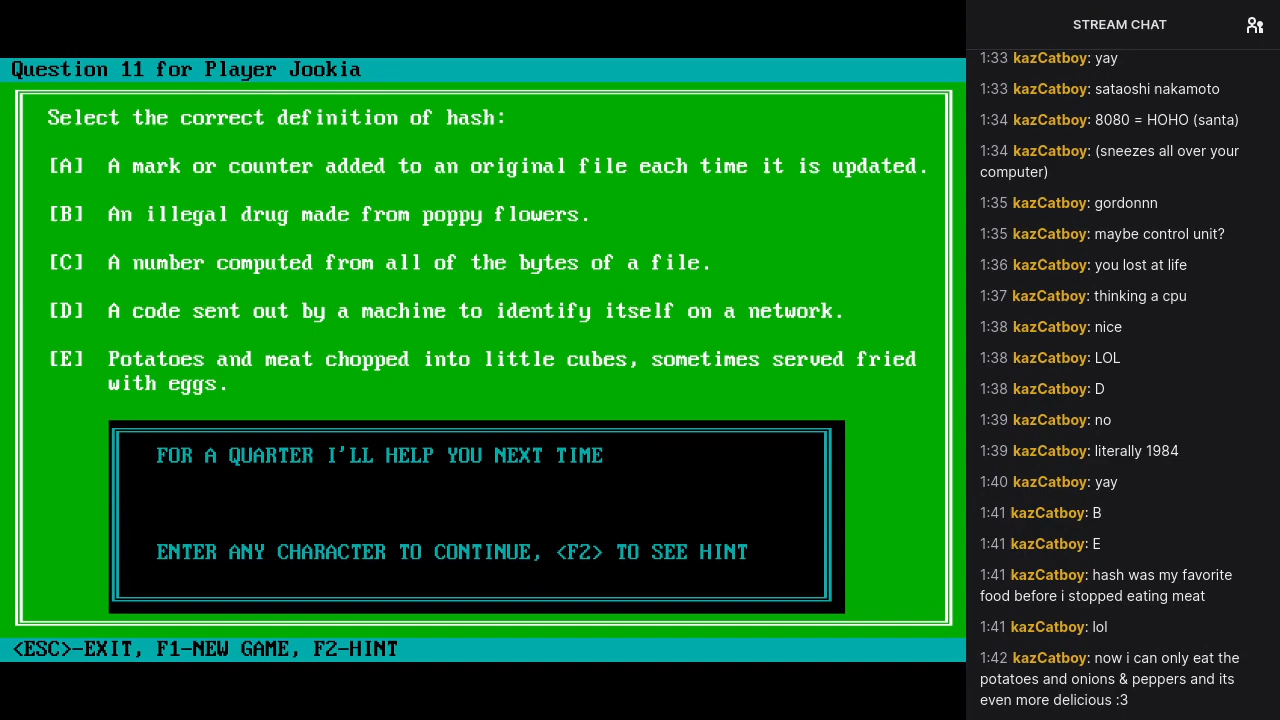 Question 11 for Player Jookia
Select the correct definition of hash:
[A] A mark or counter added to an original file each time it is updated.
[B] An illegal drug made from poppy flowers.
[C] A number computed from all of the bytes of a file.
[D] A code sent out by a machine to identify itself on a network.
[E] Potatoes and meat chopped into little cubes, sometimes served fried
with eggs.
FOR A QUARTER I'LL HELP YOU NEXT TIME
ENTER ANY CHARACTER TO CONTINUE, <F2> TO SEE HINT
<ESC>-EXIT, F1-NEW GAME, F2-HINT
STREAM CHAT
1:33 kazCatboy: yay
1:33 kazCatboy: sataoshi nakamoto
1:34 kazCatboy: 8080 = HOHO (santa)
1:34 kazCatboy: (sneezes all over your
computer)
1:35 kazCatboy: gordonnn
1:35 kazCatboy: maybe control unit?
1:36 kazCatboy: you lost at life
1:37 kazCatboy: thinking a cpu
1:38 kazCatboy: nice
1:38 kazCatboy: LOL
1:38 kazCatboy: D
1:39 kazCatboy: no
1:39 kazCatboy: literally 1984
1:40 kazCatboy: yay
1:41 kazCatboy: B
1:41 kazCatboy: E
1:41 kazCatboy: hash was my favorite
food before i stopped eating meat
1:41 kazCatboy: lol
1:42 kazCatboy: now i can only eat the
potatoes and onions & peppers and its
even more delicious :3